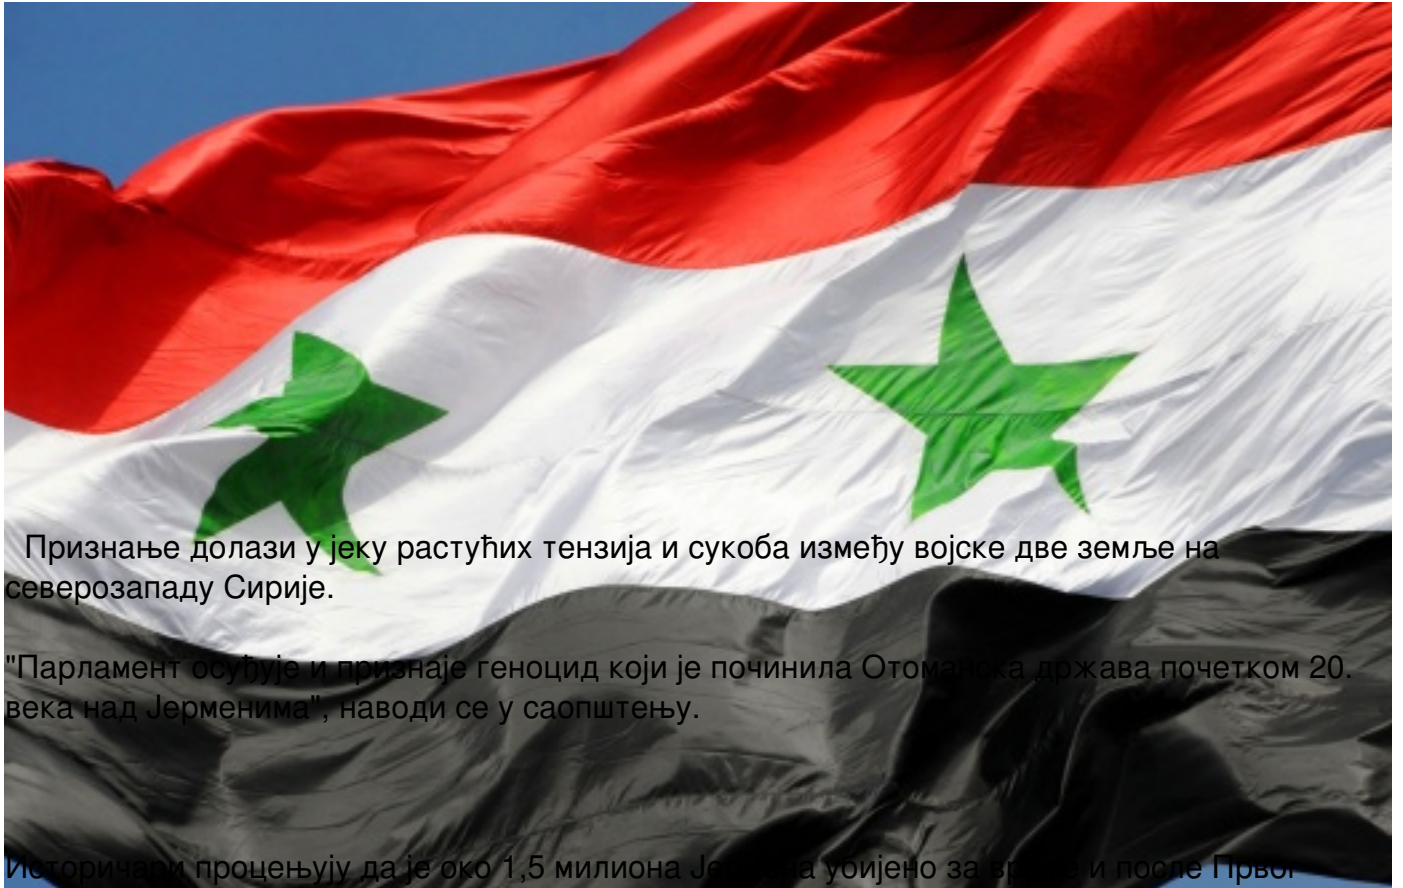 Признање долази у јеку растућих тензија и сукоба између војске две земље на
северозападу Сирије.
"Парламент осуђује и признаје геноцид који је починила Отоманска држава почетком 20.
века над Јерменима", наводи се у саопштењу.
Историчари процењују да је око 1,5 милиона Јермена убијено за време и после Првог